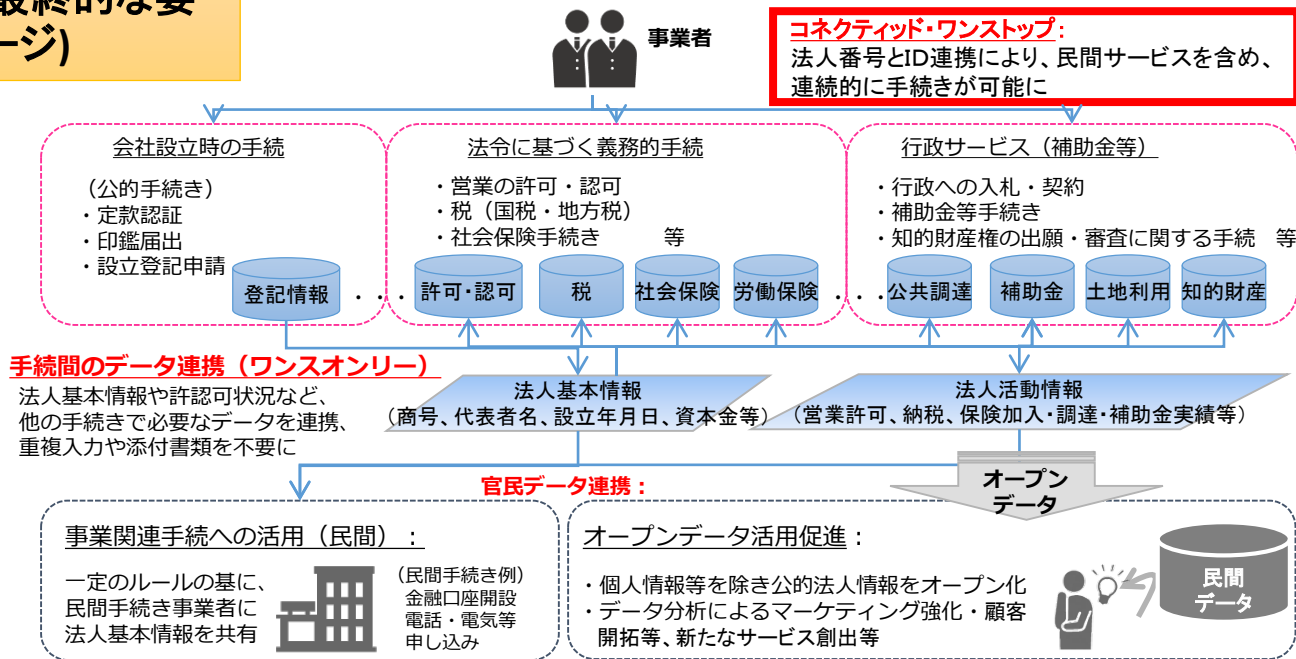 最終的な要
ージ)
事業者
コネクティッド・ワンストップ:
法人番号とID連携により、民間サービスを含め、
連続的に手続きが可能に
会社設立時の手続
(公的手続き)
・定款認証
・印鑑届出
・設立登記申請
登記情報
・・・
法令に基づく義務的手続
・営業の許可・認可
・税(国税・地方税)
・社会保険手続き 等
許可・認可
税
社会保険
労働保険
・・・
行政サービス(補助金等)
・行政への入札・契約
・補助金等手続き
・知的財産権の出願・審査に関する手続 等
公共調達
補助金
土地利用
知的財産
手続間のデータ連携(ワンスオンリー)
法人基本情報や許認可状況など、
他の手続きで必要なデータを連携、
重複入力や添付書類を不要に
法人基本情報
(商号、代表者名、設立年月日、資本金等)
法人活動情報
(営業許可、納税、保険加入・調達・補助金実績等)
官民データ連携:
オープン
データ
事業関連手続への活用(民間):
一定のルールの基に、
民間手続き事業者に
法人基本情報を共有
(民間手続き例)
金融口座開設
電話・電気等
申し込み
オープンデータ活用促進:
・個人情報等を除き公的法人情報をオープン化
・データ分析によるマーケティング強化・顧客
開拓等、新たなサービス創出等
民間
データ